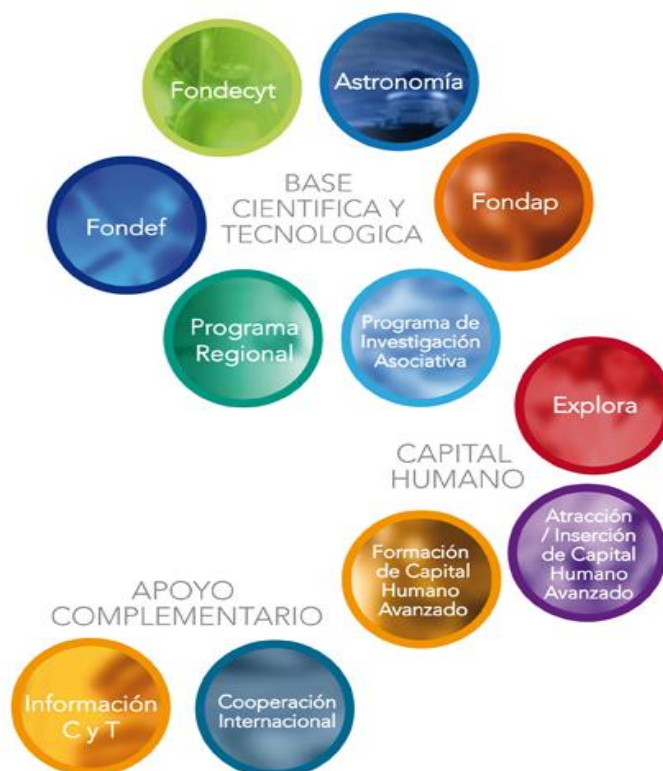 Fondecyt
Astronomía
BASE
CIENTIFICA Y
TECNOLOGICA
Fondef
Fondap
Programa
Regional
Programa de
Investigación
Asociativa
Explora
CAPITAL
HUMANO
Formación
de Capital
Humano
Avanzado
Atracción
/ Inserción
de Capital
Humano
Avanzado
APOYO
COMPLEMENTARIO
Información
C y T
Cooperación
Internacional